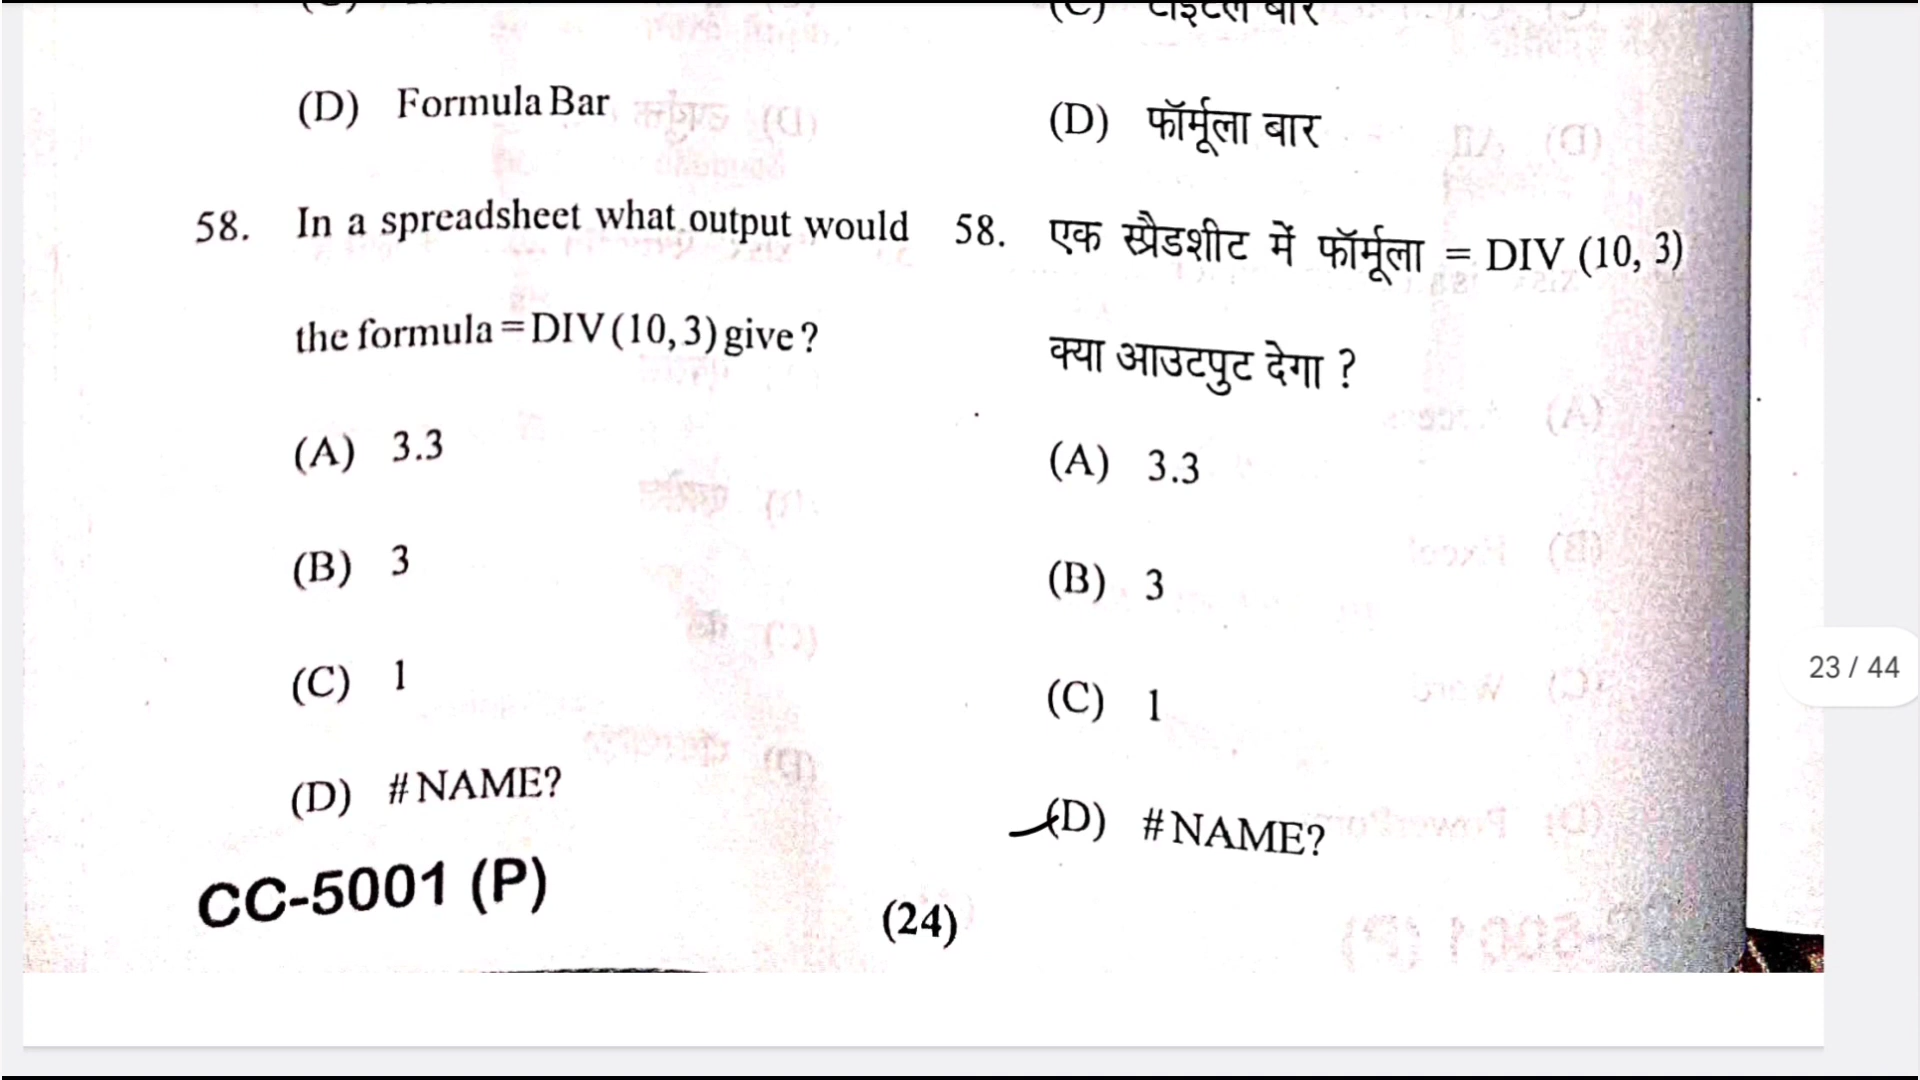 (D) Formula Bar
58. In a spreadsheet what output would
the formula = DIV (10, 3) give ?
(A) 3.3
(B) 3
(C) 1
(D) # NAME?
CC-5001 (P)
(C) टाइटल बार
(D) फॉर्मूला बार
58. एक स्प्रैडशीट में फॉर्मूला = DIV (10, 3)
क्या आउटपुट देगा ?
(A) 3.3
(B) 3
(C) 1
(D) # NAME?
(24)
23 / 44